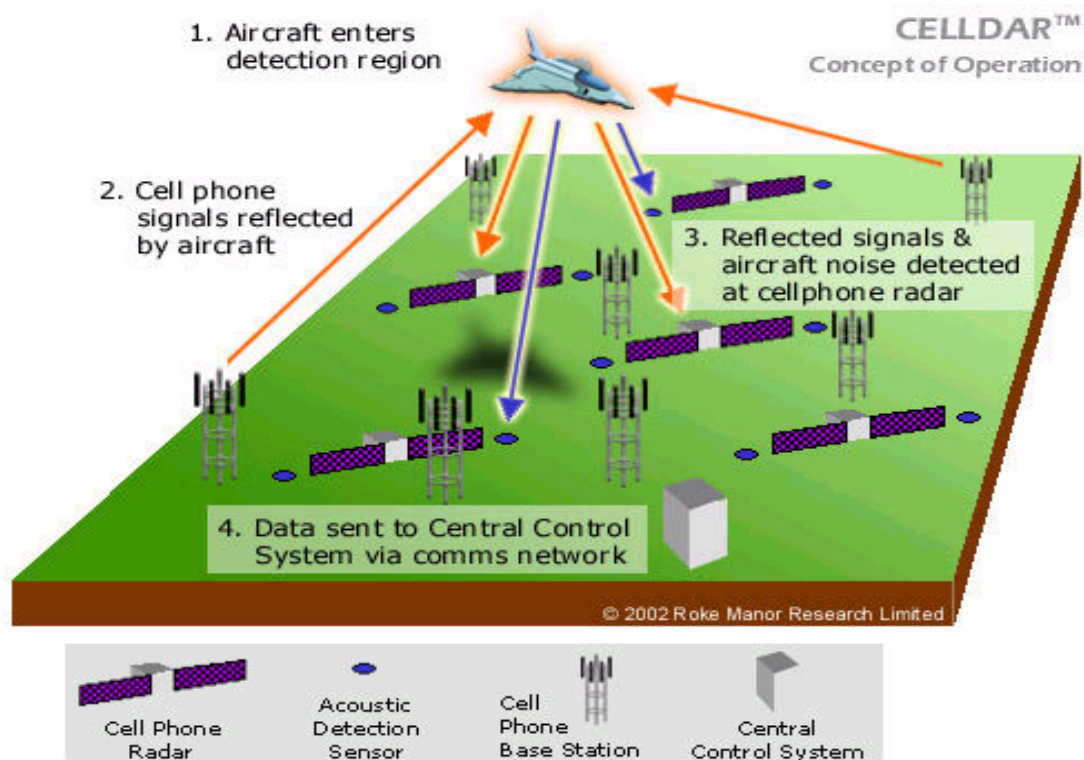 CELLDAR™
Concept of Operation
1. Aircraft enters
detection region
2. Cell phone
signals reflected
by aircraft
3. Reflected signals &
aircraft noise detected
at cellphone radar
4. Data sent to Central Control
System via comms network
© 2002 Roke Manor Research Limited
Cell Phone
Radar
Acoustic
Detection
Sensor
Cell
Phone
Base Station
Central
Control System